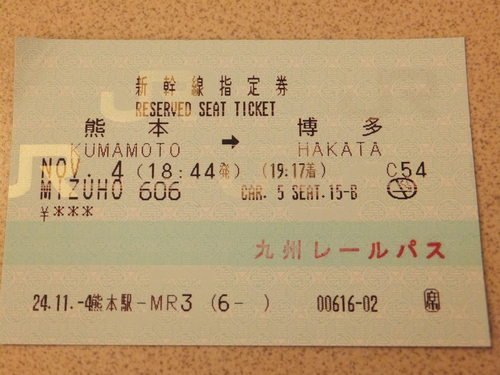 新幹線指定券
RESERVED SEAT TICKET
熊本 → 博多
KUMAMOTO HAKATA
NOV. 4 (18:44発) (19:17着) C54
MIZUHO 606 CAR. 5 SEAT. 15-B
¥***
九州レールパス
24.11.-4熊本駅-MR3 (6- ) 00616-02 席